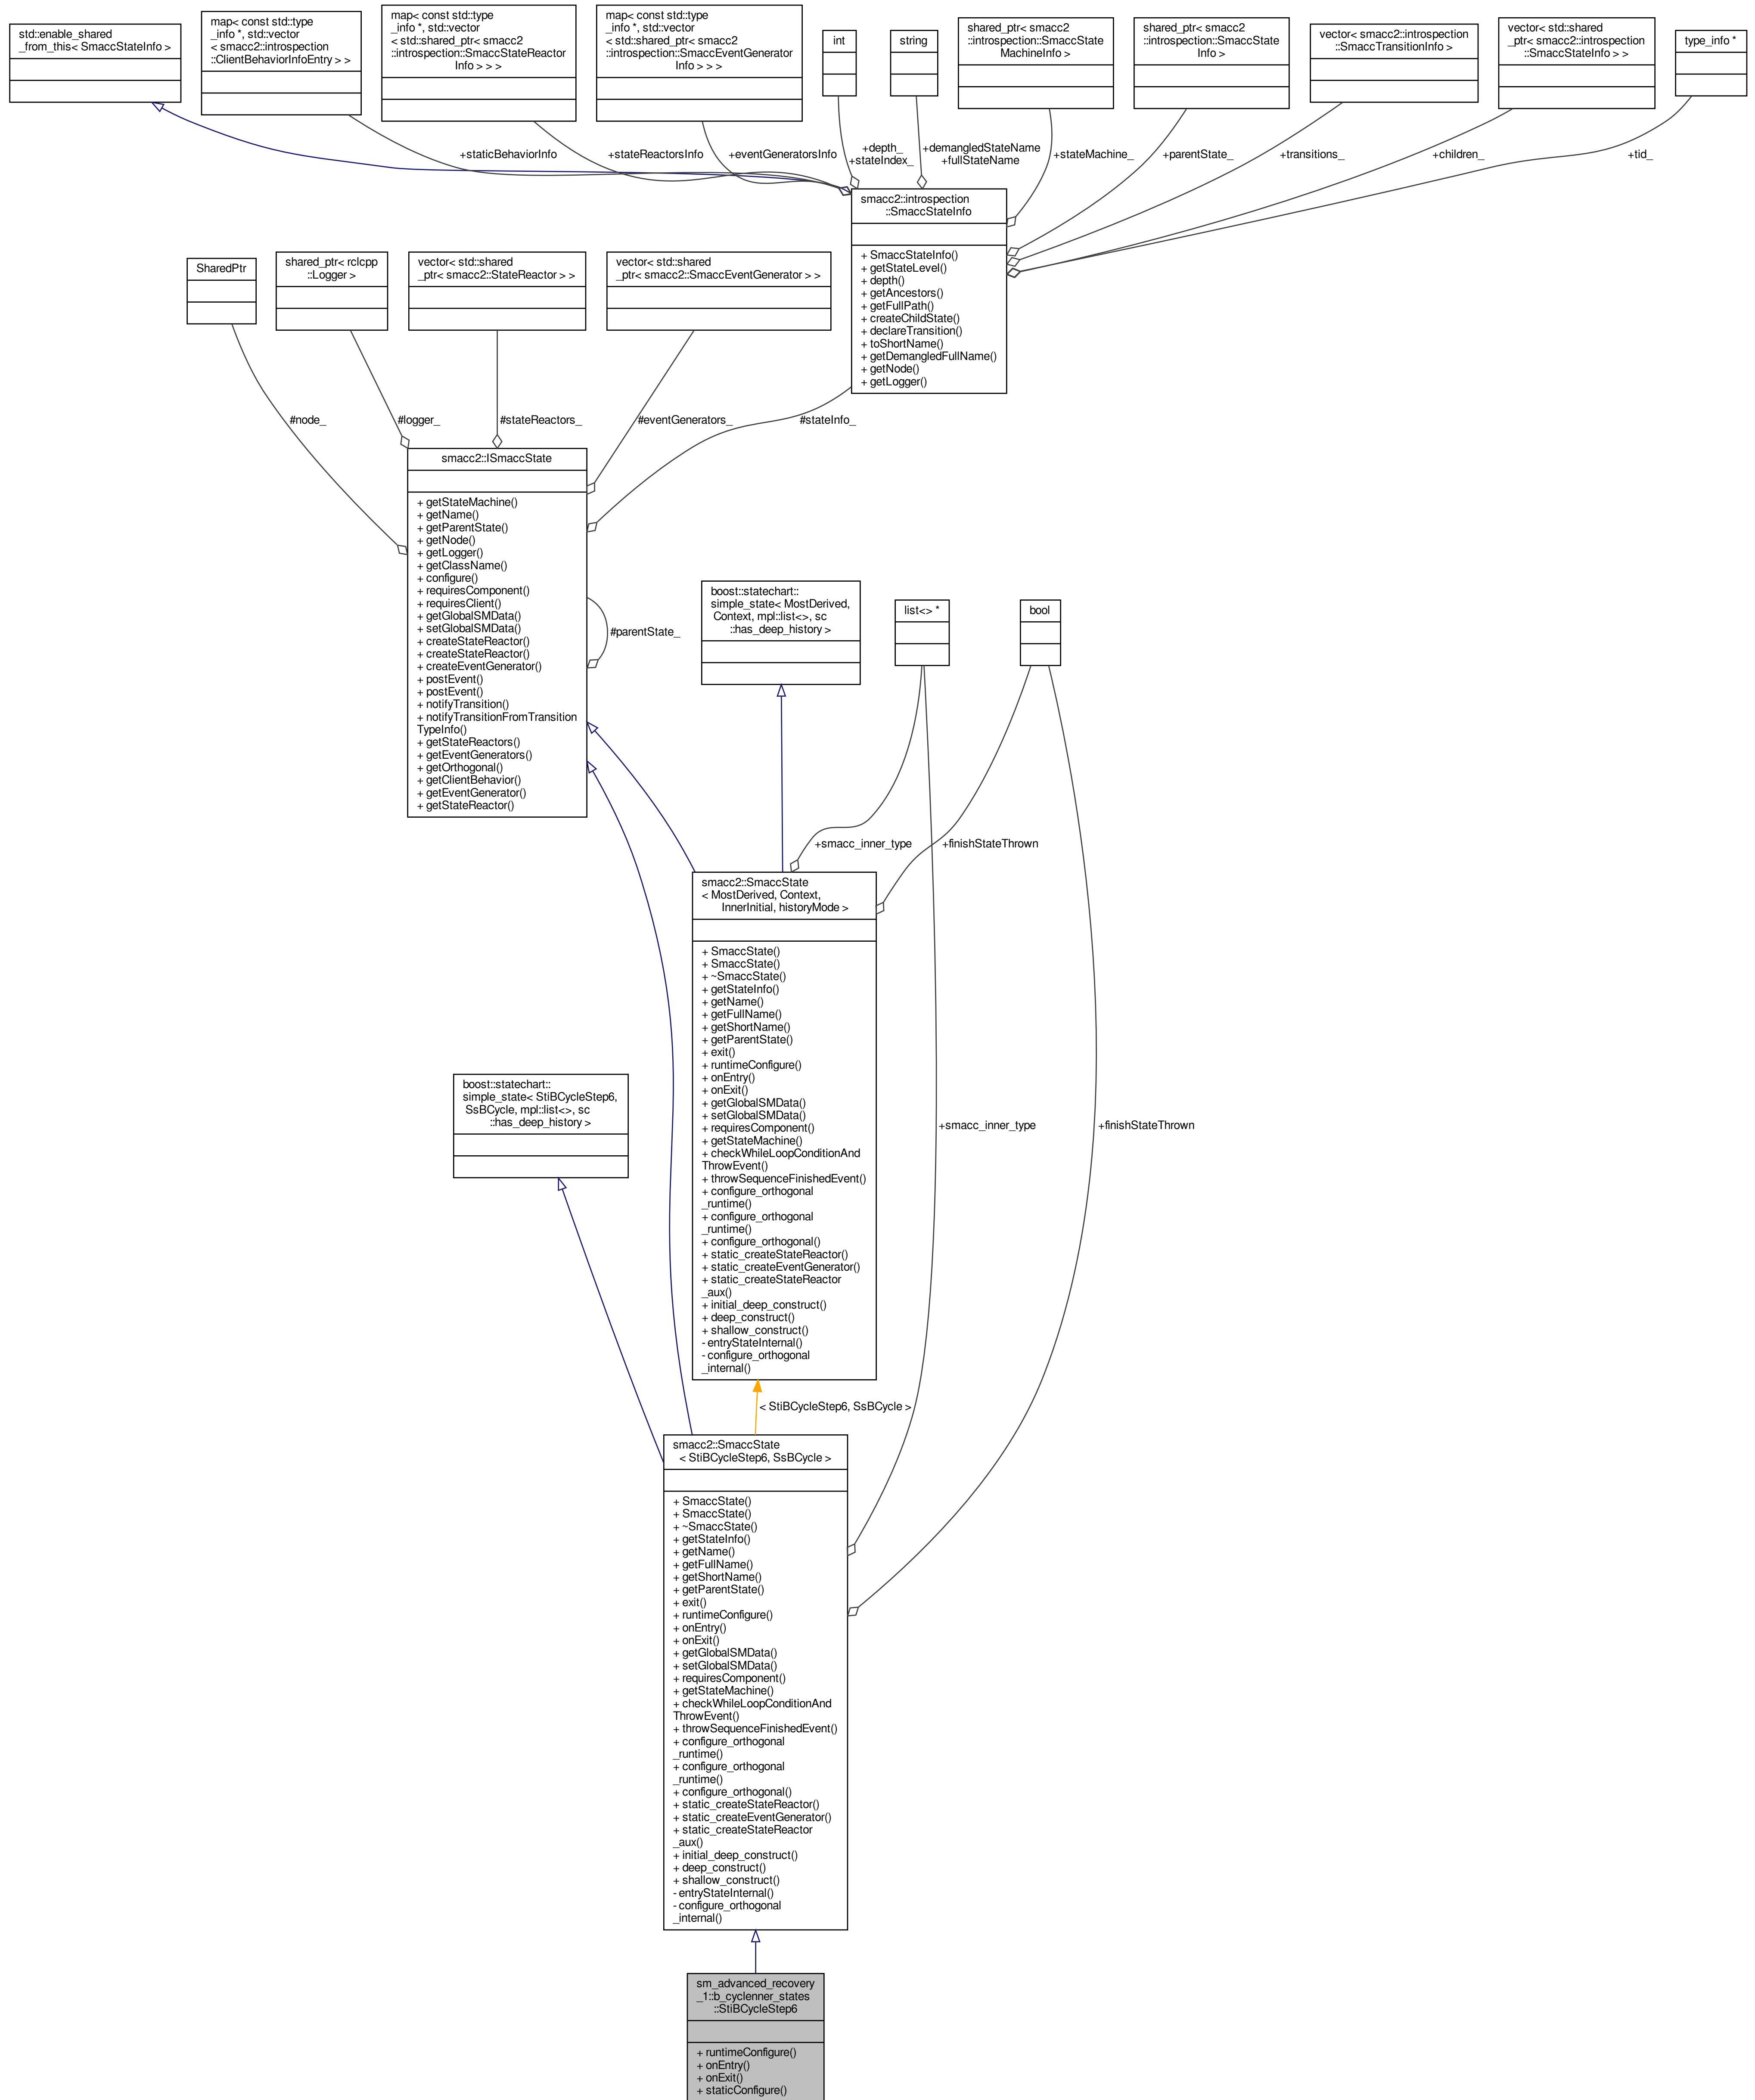 std::enable_shared
_from_this< SmaccStateInfo >
map< const std::type
_info *, std::vector
< smacc2::introspection
::ClientBehaviorInfoEntry > >
map< const std::type
_info *, std::vector
< std::shared_ptr< smacc2
::introspection::SmaccStateReactor
Info > > >
map< const std::type
_info *, std::vector
< std::shared_ptr< smacc2
::introspection::SmaccEventGenerator
Info > > >
int
string
shared_ptr< smacc2
::introspection::SmaccState
MachineInfo >
shared_ptr< smacc2
::introspection::SmaccState
Info >
vector< smacc2::introspection
::SmaccTransitionInfo >
vector< std::shared
_ptr< smacc2::introspection
::SmaccStateInfo > >
type_info *
+staticBehaviorInfo
+stateReactorsInfo
+eventGeneratorsInfo
+depth_
+stateIndex_
+demangledStateName
+fullStateName
+stateMachine_
+parentState_
+transitions_
+children_
+tid_
smacc2::introspection
::SmaccStateInfo
+ SmaccStateInfo()
+ getStateLevel()
+ depth()
+ getAncestors()
+ getFullPath()
+ createChildState()
+ declareTransition()
+ toShortName()
+ getDemangledFullName()
+ getNode()
+ getLogger()
SharedPtr
shared_ptr< rclcpp
::Logger >
vector< std::shared
_ptr< smacc2::StateReactor > >
vector< std::shared
_ptr< smacc2::SmaccEventGenerator > >
#node_
#logger_
#stateReactors_
#eventGenerators_
#stateInfo_
smacc2::ISmaccState
+ getStateMachine()
+ getName()
+ getParentState()
+ getNode()
+ getLogger()
+ getClassName()
+ configure()
+ requiresComponent()
+ requiresClient()
+ getGlobalSMData()
+ setGlobalSMData()
+ createStateReactor()
+ createStateReactor()
+ createEventGenerator()
+ postEvent()
+ postEvent()
+ notifyTransition()
+ notifyTransitionFromTransition
TypeInfo()
+ getStateReactors()
+ getEventGenerators()
+ getOrthogonal()
+ getClientBehavior()
+ getEventGenerator()
+ getStateReactor()
#parentState_
boost::statechart::
simple_state< MostDerived,
Context, mpl::list<>, sc
::has_deep_history >
list<> *
bool
+smacc_inner_type
+finishStateThrown
smacc2::SmaccState
< MostDerived, Context,
InnerInitial, historyMode >
+ SmaccState()
+ SmaccState()
+ ~SmaccState()
+ getStateInfo()
+ getName()
+ getFullName()
+ getShortName()
+ getParentState()
+ exit()
+ runtimeConfigure()
+ onEntry()
+ onExit()
+ getGlobalSMData()
+ setGlobalSMData()
+ requiresComponent()
+ getStateMachine()
+ checkWhileLoopConditionAnd
ThrowEvent()
+ throwSequenceFinishedEvent()
+ configure_orthogonal
_runtime()
+ configure_orthogonal
_runtime()
+ configure_orthogonal()
+ static_createStateReactor()
+ static_createEventGenerator()
+ static_createStateReactor
_aux()
+ initial_deep_construct()
+ deep_construct()
+ shallow_construct()
- entryStateInternal()
- configure_orthogonal
_internal()
boost::statechart::
simple_state< StiBCycleStep6,
SsBCycle, mpl::list<>, sc
::has_deep_history >
+smacc_inner_type
+finishStateThrown
< StiBCycleStep6, SsBCycle >
smacc2::SmaccState
< StiBCycleStep6, SsBCycle >
+ SmaccState()
+ SmaccState()
+ ~SmaccState()
+ getStateInfo()
+ getName()
+ getFullName()
+ getShortName()
+ getParentState()
+ exit()
+ runtimeConfigure()
+ onEntry()
+ onExit()
+ getGlobalSMData()
+ setGlobalSMData()
+ requiresComponent()
+ getStateMachine()
+ checkWhileLoopConditionAnd
ThrowEvent()
+ throwSequenceFinishedEvent()
+ configure_orthogonal
_runtime()
+ configure_orthogonal
_runtime()
+ configure_orthogonal()
+ static_createStateReactor()
+ static_createEventGenerator()
+ static_createStateReactor
_aux()
+ initial_deep_construct()
+ deep_construct()
+ shallow_construct()
- entryStateInternal()
- configure_orthogonal
_internal()
sm_advanced_recovery
_1::b_cyclenner_states
::StiBCycleStep6
+ runtimeConfigure()
+ onEntry()
+ onExit()
+ staticConfigure()